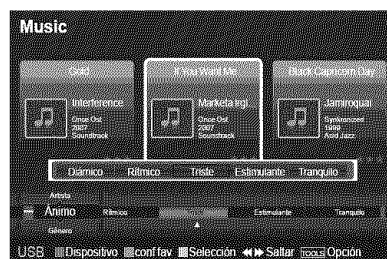 Music
Gold
If You Want Me
Black Capricorn Day
Interference
Once Ost
2007
Soundtrack
Marketa Irgl
Once Ost
2007
Soundtrack
Jamiroquai
Synkronized
1999
Acid Jazz
Diámico Rítmico Triste Estimulante Tranquilo
Artista
Ánimo Rítmico Triste Estimulante Tranquilo
Género
USB Dispositivo conf fav Selección Saltar TOOLS Opción